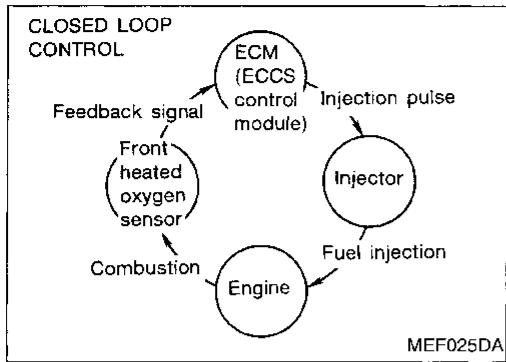 CLOSED LOOP
CONTROL
ECM
(ECCS
control
module)
Injection pulse
Injector
Fuel injection
Engine
Combustion
Front
heated
oxygen
sensor
Feedback signal
MEF025DA